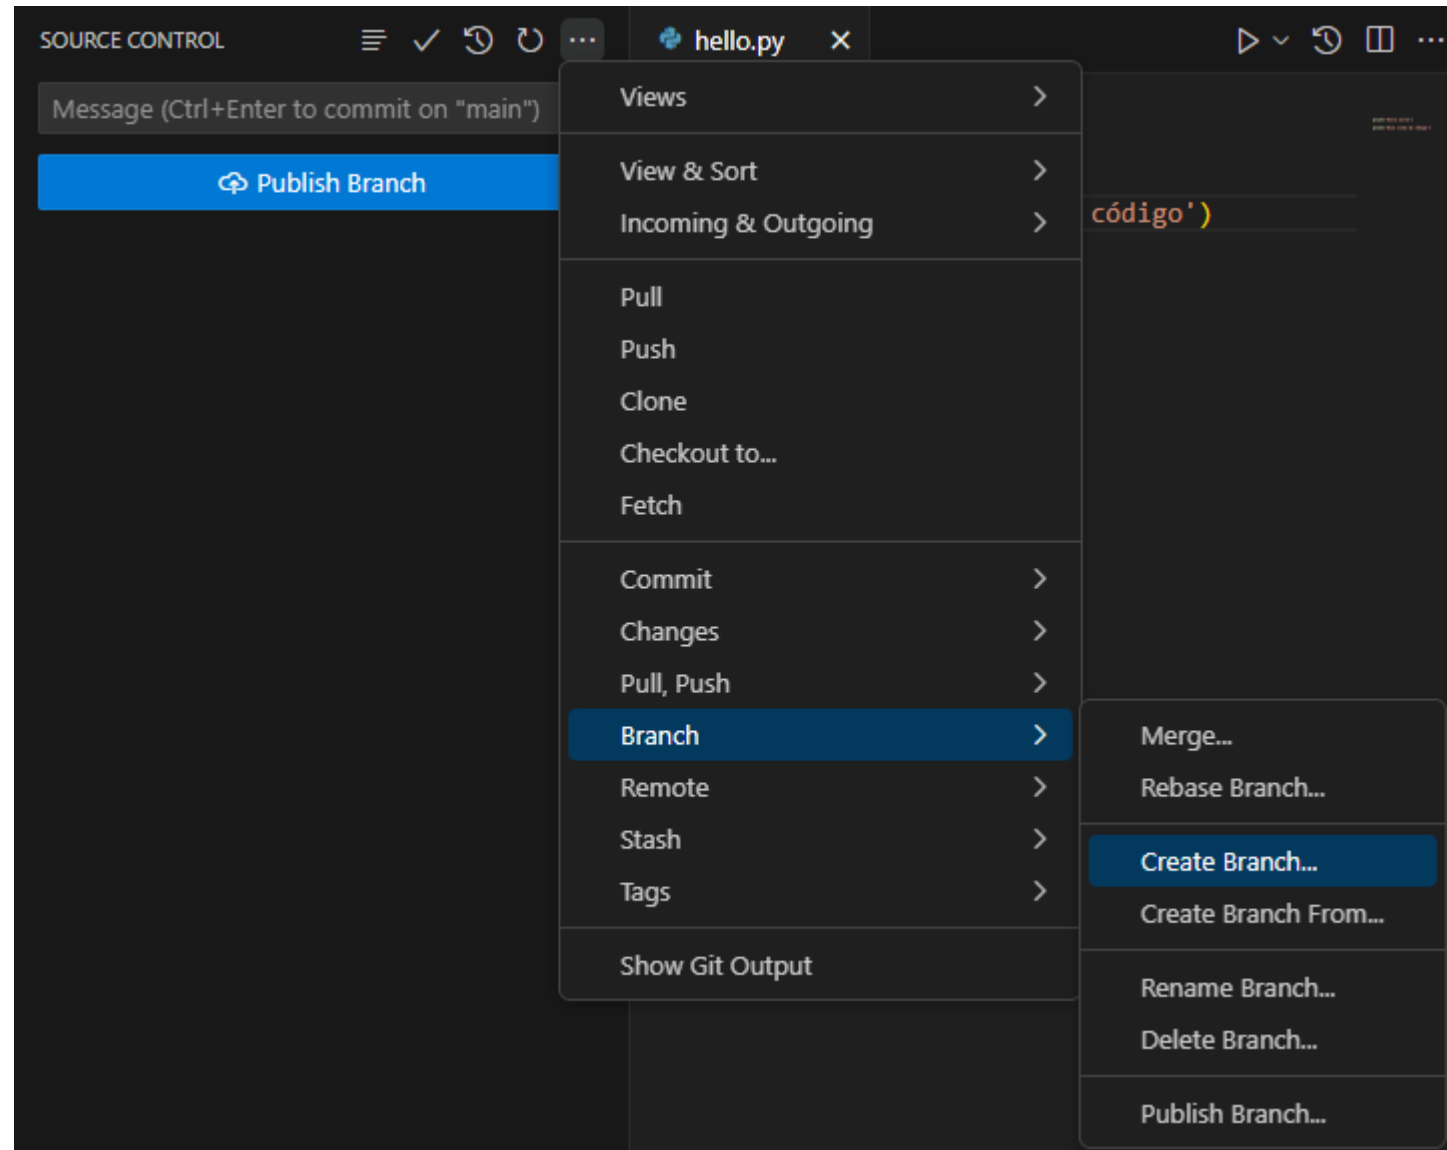 SOURCE CONTROL
hello.py
Message (Ctrl+Enter to commit on "main")
Publish Branch
código')
Views
View & Sort
Incoming & Outgoing
Pull
Push
Clone
Checkout to...
Fetch
Commit
Changes
Pull, Push
Branch
Remote
Stash
Tags
Show Git Output
Merge...
Rebase Branch...
Create Branch...
Create Branch From...
Rename Branch...
Delete Branch...
Publish Branch...